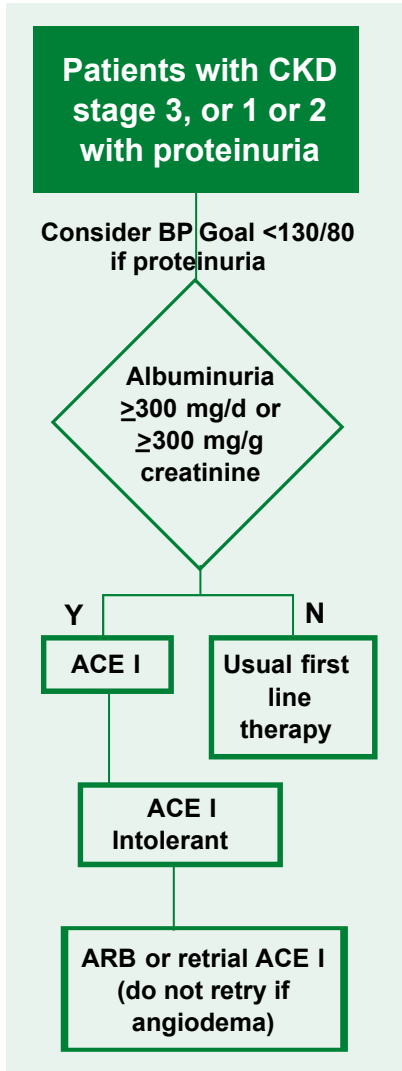 Patients with CKD
stage 3, or 1 or 2
with proteinuria
Consider BP Goal <130/80
if proteinuria
Albuminuria
≥300 mg/d or
≥300 mg/g
creatinine
Y
N
ACE I
Usual first
line
therapy
ACE I
Intolerant
ARB or retrial ACE I
(do not retry if
angiodema)